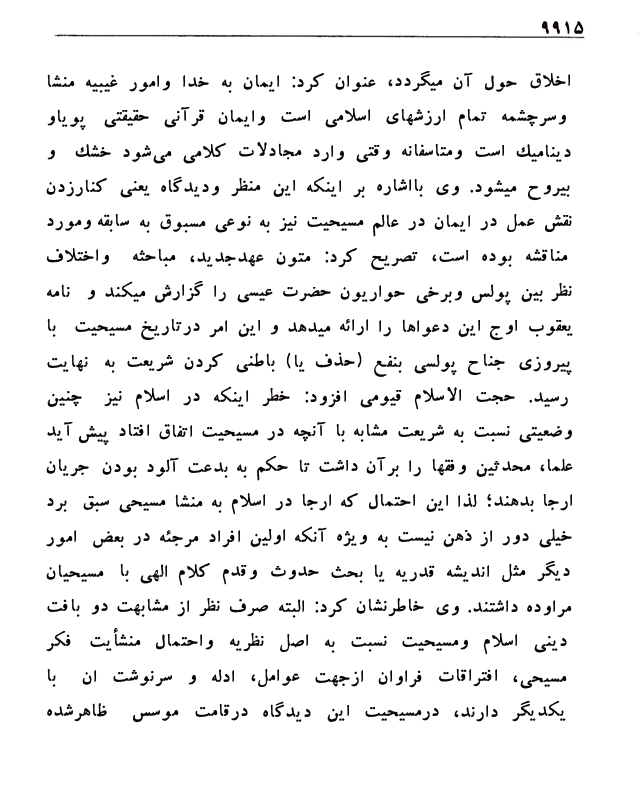 ۹۹۱۵
اخلاق حول آن میگردد، عنوان کرد: ایمان به خدا وامور غیبیه منشا
وسرچشمه تمام ارزشهای اسلامی است وایمان قرآنی حقیقتی پویاو
دینامیك است ومتاسفانه وقتی وارد مجادلات کلامی می‌شود خشك و
بیروح میشود. وی بااشاره بر اینکه این منظر ودیدگاه یعنی کنارزدن
نقش عمل در ایمان در عالم مسیحیت نیز به نوعی مسبوق به سابقه ومورد
مناقشه بوده است، تصریح کرد: متون عهدجدید، مباحثه واختلاف
نظر بین پولس وبرخی حواریون حضرت عیسی را گزارش میکند و نامه
یعقوب اوج این دعواها را ارائه میدهد و این امر درتاریخ مسیحیت با
پیروزی جناح پولسی بنفع (حذف یا) باطنی کردن شریعت به نهایت
رسید. حجت الاسلام قیومی افزود: خطر اینکه در اسلام نیز چنین
وضعیتی نسبت به شریعت مشابه با آنچه در مسیحیت اتفاق افتاد پیش آید
علما، محدثین وفقها را برآن داشت تا حکم به بدعت آلود بودن جریان
ارجا بدهند؛ لذا این احتمال که ارجا در اسلام به منشا مسیحی سبق برد
خیلی دور از ذهن نیست به ویژه آنکه اولین افراد مرجئه در بعض امور
دیگر مثل اندیشه قدریه یا بحث حدوث وقدم کلام الهی با مسیحیان
مراوده داشتند. وی خاطرنشان کرد: البته صرف نظر از مشابهت دو بافت
دینی اسلام ومسیحیت نسبت به اصل نظریه واحتمال منشأیت فکر
مسیحی، افتراقات فراوان ازجهت عوامل، ادله و سرنوشت ان با
یکدیگر دارند، درمسیحیت این دیدگاه درقامت موسس ظاهرشده